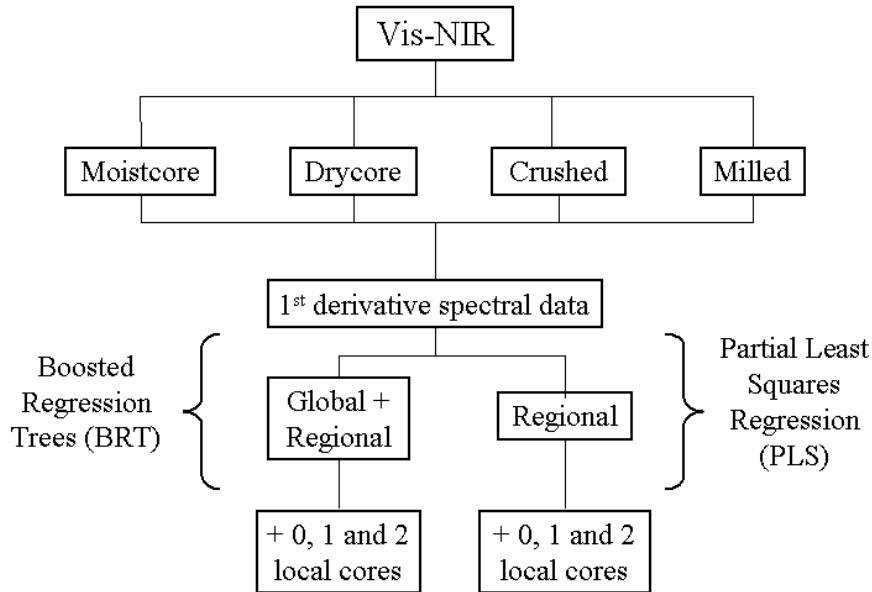 Vis-NIR
Moistcore
Drycore
Crushed
Milled
1st derivative spectral data
Boosted
Regression
Trees (BRT)
Global +
Regional
Regional
Partial Least
Squares
Regression
(PLS)
+ 0, 1 and 2
local cores
+ 0, 1 and 2
local cores